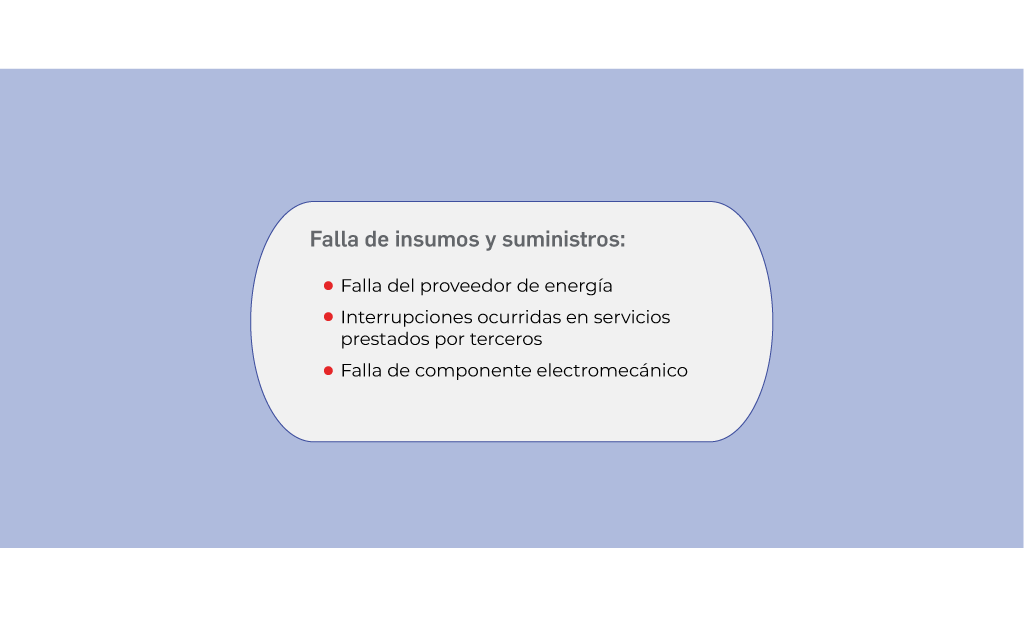 Falla de insumos y suministros:
Falla del proveedor de energía
Interrupciones ocurridas en servicios
prestados por terceros
Falla de componente electromecánico